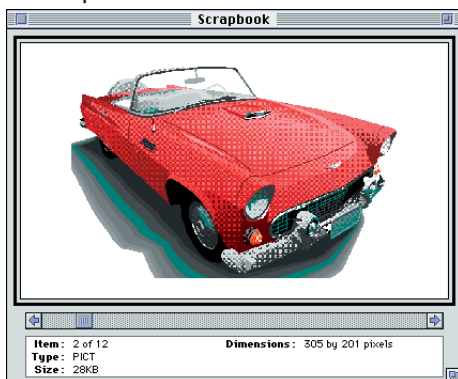 Scrapbook
Item: 2 of 12 Dimensions: 305 by 201 pixels
Type: PICT
Size: 28KB